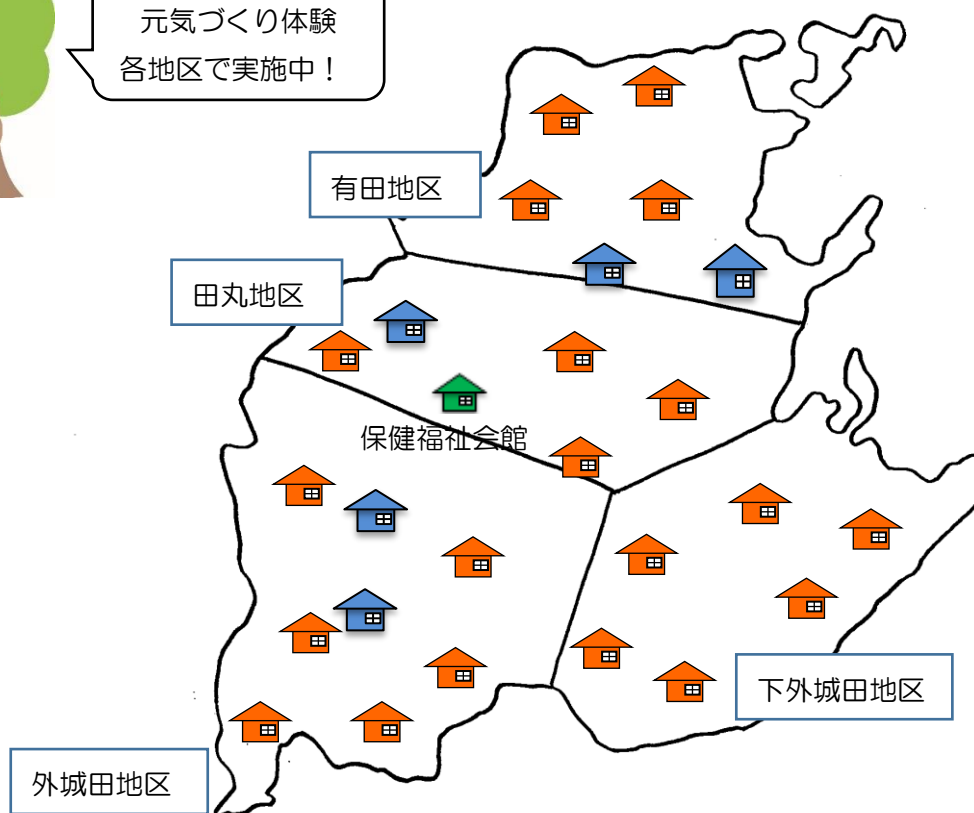 元気づくり体験
各地区で実施中！
有田地区
田丸地区
保健福祉会館
下外城田地区
外城田地区